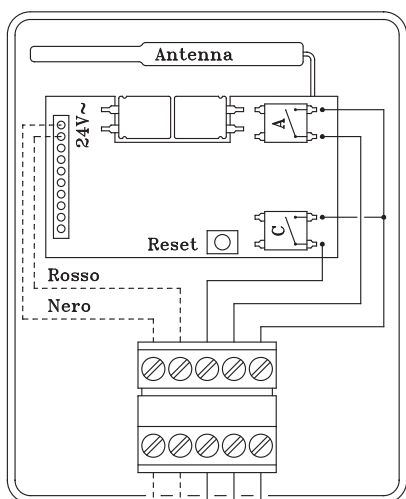 Antenna
24V~
A
C
Reset
Rosso
Nero